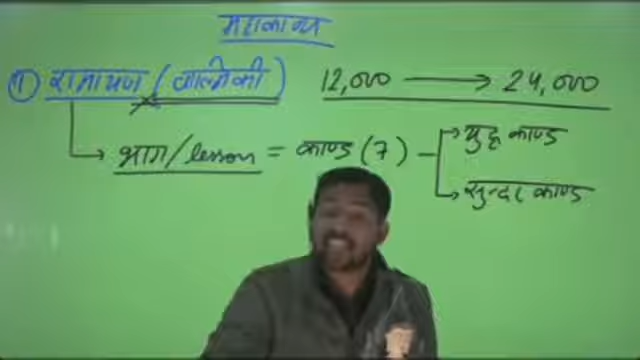 महाकाव्य
① रामायण (वाल्मिकी) 12,000 → 24,000
भाग/lesson = काण्ड (7)
युद्ध काण्ड
सुन्दर काण्ड